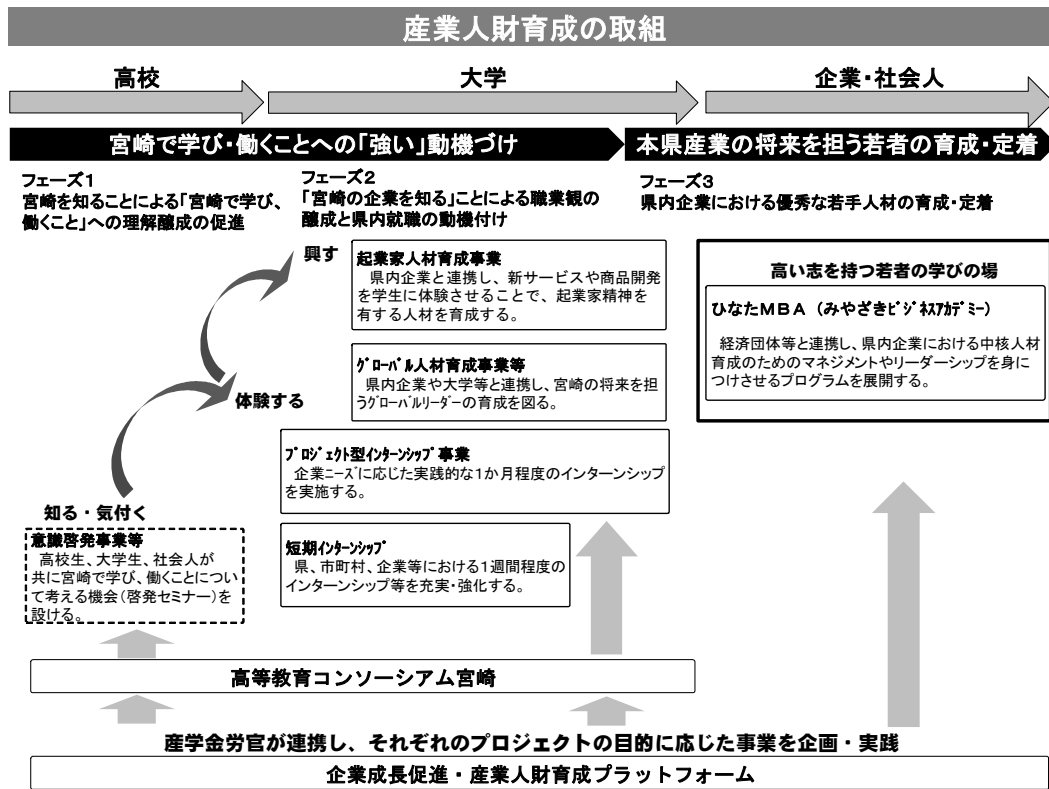 産業人財育成の取組
高校
大学
企業・社会人
宮崎で学び・働くことへの「強い」動機づけ
本県産業の将来を担う若者の育成・定着
フェーズ1
宮崎を知ることによる「宮崎で学び、
働くこと」への理解醸成の促進
フェーズ2
「宮崎の企業を知る」ことによる職業観の
醸成と県内就職の動機付け
フェーズ3
県内企業における優秀な若手人材の育成・定着
興す
起業家人材育成事業
県内企業と連携し、新サービスや商品開発
を学生に体験させることで、起業家精神を
有する人材を育成する。
高い志を持つ若者の学びの場
ひなたMBA（みやざきﾋﾞｼﾞﾈｽｱｶﾃﾞﾐｰ）
経済団体等と連携し、県内企業における中核人材
育成のためのマネジメントやリーダーシップを身に
つけさせるプログラムを展開する。
体験する
ｸﾞﾛｰﾊﾞﾙ人材育成事業等
県内企業や大学等と連携し、宮崎の将来を担
うｸﾞﾛｰﾊﾞﾙﾘｰﾀﾞｰの育成を図る。
ﾌﾟﾛｼﾞｪｸﾄ型ｲﾝﾀｰﾝｼｯﾌﾟ事業
企業ﾆｰｽﾞに応じた実践的な1か月程度のインターンシップ
を実施する。
知る・気付く
意識啓発事業等
高校生、大学生、社会人が
共に宮崎で学び、働くことについ
て考える機会（啓発セミナー）を
設ける。
短期ｲﾝﾀｰﾝｼｯﾌﾟ
県、市町村、企業等における1週間程度の
インターンシップ等を充実・強化する。
高等教育コンソーシアム宮崎
産学金労官が連携し、それぞれのプロジェクトの目的に応じた事業を企画・実践
企業成長促進・産業人財育成プラットフォーム